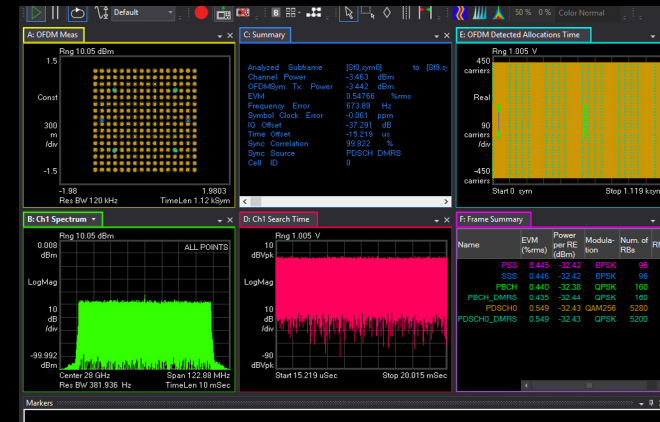 Default
50 %
0 %
Color Normal
A: OFDM Meas
Rng 10.05 dBm
1.5
Const
300
m
/div
-1.5
-1.98
1.9803
Res BW 120 kHz
TimeLen 1.12 kSym
C: Summary
Analyzed Subframe [Sf0,sym0] to [Sf9,sy
Channel Power -3.463 dBm
OFDMSym. Tx. Power -3.442 dBm
EVM 0.54766 %rms
Frequency Error 673.89 Hz
Symbol Clock Error -0.061 ppm
IQ Offset -37.291 dB
Time Offset -15.219 us
Sync Correlation 99.822 %
Sync Source PDSCH DMRS
Cell ID 0
E: OFDM Detected Allocations Time
Rng 1.005 V
450
carriers
Real
90
carriers
/div
-450
carriers
Start 0 sym
Stop 1.119 ksym
B: Ch1 Spectrum
Rng 10.05 dBm
0.008
dBm
ALL POINTS
LogMag
10
dB
/div
-99.992
dBm
Center 28 GHz
Span 122.88 MHz
Res BW 381.936 Hz
TimeLen 10 mSec
D: Ch1 Search Time
Rng 1.005 V
10
dBVpk
LogMag
10
dB
/div
-90
dBVpk
Start 15.219 uSec
Stop 20.015 mSec
F: Frame Summary
Name EVM (%rms) Power per RE (dBm) Modula-tion Num. of RBs RN
PSS 0.445 -32.42 BPSK 96
SSS 0.446 -32.42 BPSK 96
PBCH 0.440 -32.38 QPSK 160
PBCH_DMRS 0.435 -32.44 QPSK 160
PDSCH0 0.549 -32.43 QAM256 5280
PDSCH0_DMRS 0.549 -32.43 QPSK 5200
Markers